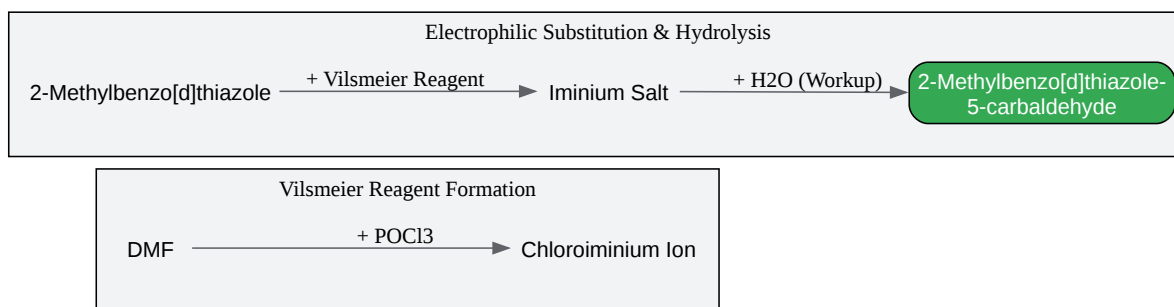 Electrophilic Substitution & Hydrolysis
2-Methylbenzo[d]thiazole
+ Vilsmeier Reagent
Iminium Salt
+ H2O (Workup)
2-Methylbenzo[d]thiazole-
5-carbaldehyde
Vilsmeier Reagent Formation
DMF
+ POCl3
Chloroiminium Ion